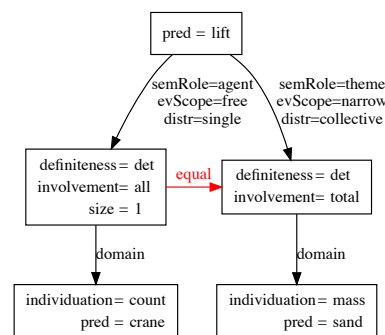 pred = lift
semRole=agent
evScope=free
distr=single
semRole=theme
evScope=narrow
distr=collective
definiteness = det
involvement = all
size = 1
equal
definiteness = det
involvement = total
domain
domain
individuation = count
pred = crane
individuation = mass
pred = sand